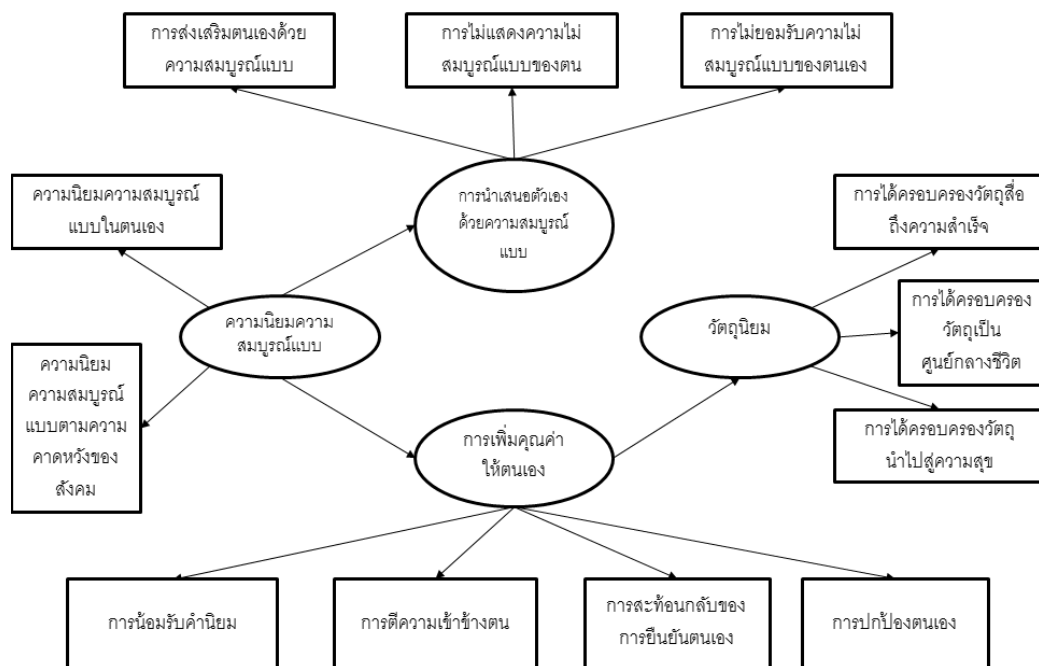 การส่งเสริมตนเองด้วย
ความสมบูรณ์แบบ
การไม่แสดงความไม่
สมบูรณ์แบบของตน
การไม่ยอมรับความไม่
สมบูรณ์แบบของตนเอง
การนำเสนอตัวเอง
ด้วยความสมบูรณ์
แบบ
ความนิยมความสมบูรณ์
แบบในตนเอง
การได้ครอบครองวัตถุสื่อ
ถึงความสำเร็จ
ความนิยมความ
สมบูรณ์แบบ
วัตถุนิยม
การได้ครอบครอง
วัตถุเป็น
ศูนย์กลางชีวิต
ความนิยม
ความสมบูรณ์
แบบตามความ
คาดหวังของ
สังคม
การเพิ่มคุณค่า
ให้ตนเอง
การได้ครอบครองวัตถุ
นำไปสู่ความสุข
การน้อมรับคำนิยม
การตีความเข้าข้างตน
การสะท้อนกลับของ
การยืนยันตนเอง
การปกป้องตนเอง